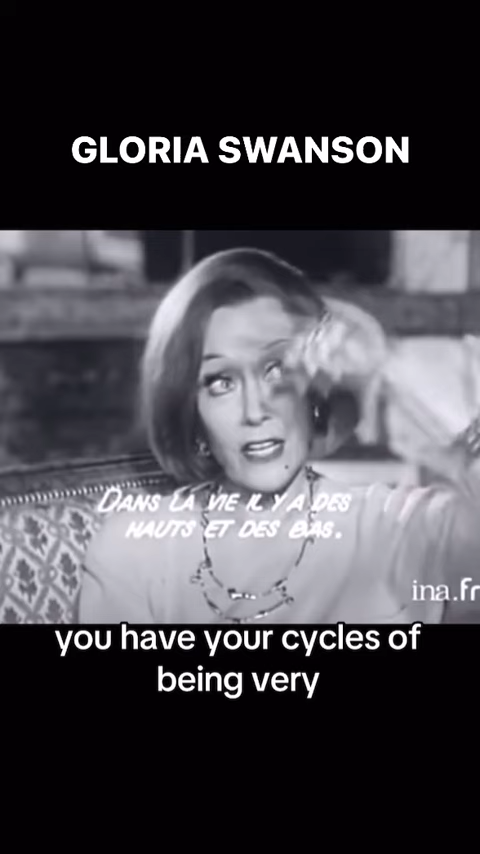 GLORIA SWANSON
DANS LA VIE IL Y A DES
HAUTS ET DES BAS.
ina.fr
you have your cycles of
being very